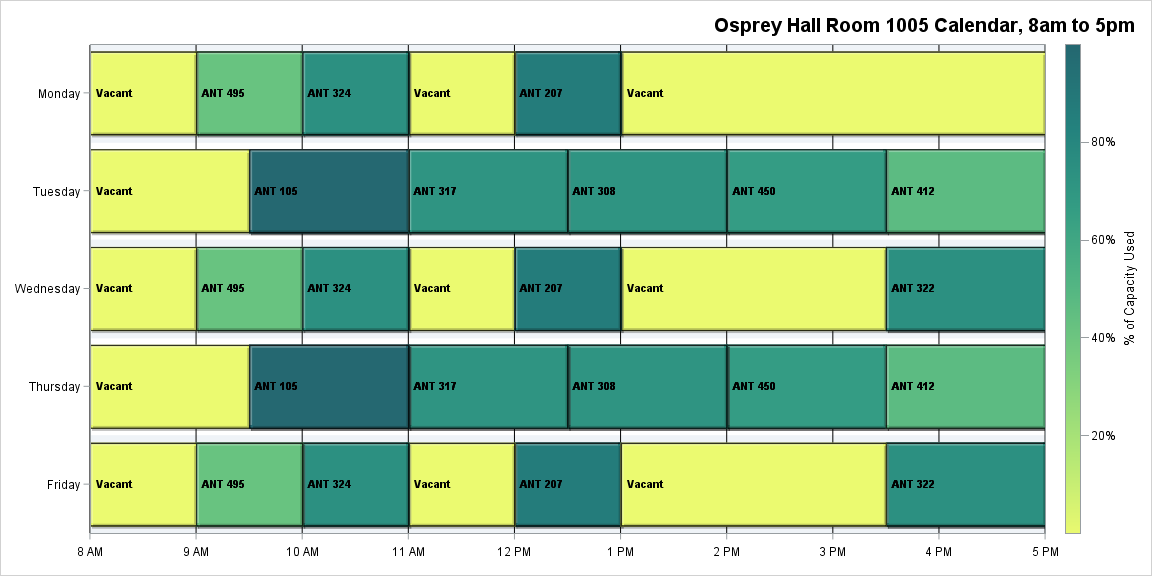 Osprey Hall Room 1005 Calendar, 8am to 5pm
Monday
Vacant
ANT 495
ANT 324
Vacant
ANT 207
Vacant
Tuesday
Vacant
ANT 105
ANT 317
ANT 308
ANT 450
ANT 412
Wednesday
Vacant
ANT 495
ANT 324
Vacant
ANT 207
Vacant
ANT 322
Thursday
Vacant
ANT 105
ANT 317
ANT 308
ANT 450
ANT 412
Friday
Vacant
ANT 495
ANT 324
Vacant
ANT 207
Vacant
ANT 322
8 AM
9 AM
10 AM
11 AM
12 PM
1 PM
2 PM
3 PM
4 PM
5 PM
80%
60%
40%
20%
% of Capacity Used